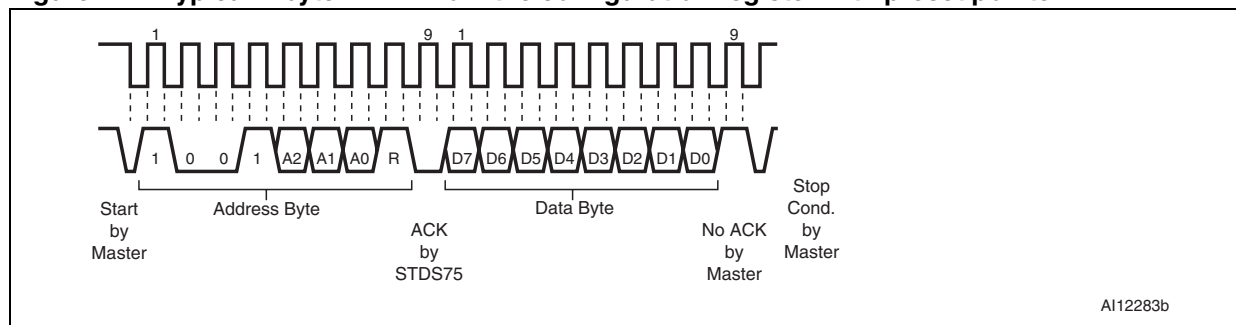 1 9 1 9
1 0 0 1 A2 A1 A0 R D7 D6 D5 D4 D3 D2 D1 D0
Start
by
Master
Address Byte
ACK
by
STDS75
Data Byte
No ACK
by
Master
Stop
Cond.
by
Master
AI12283b